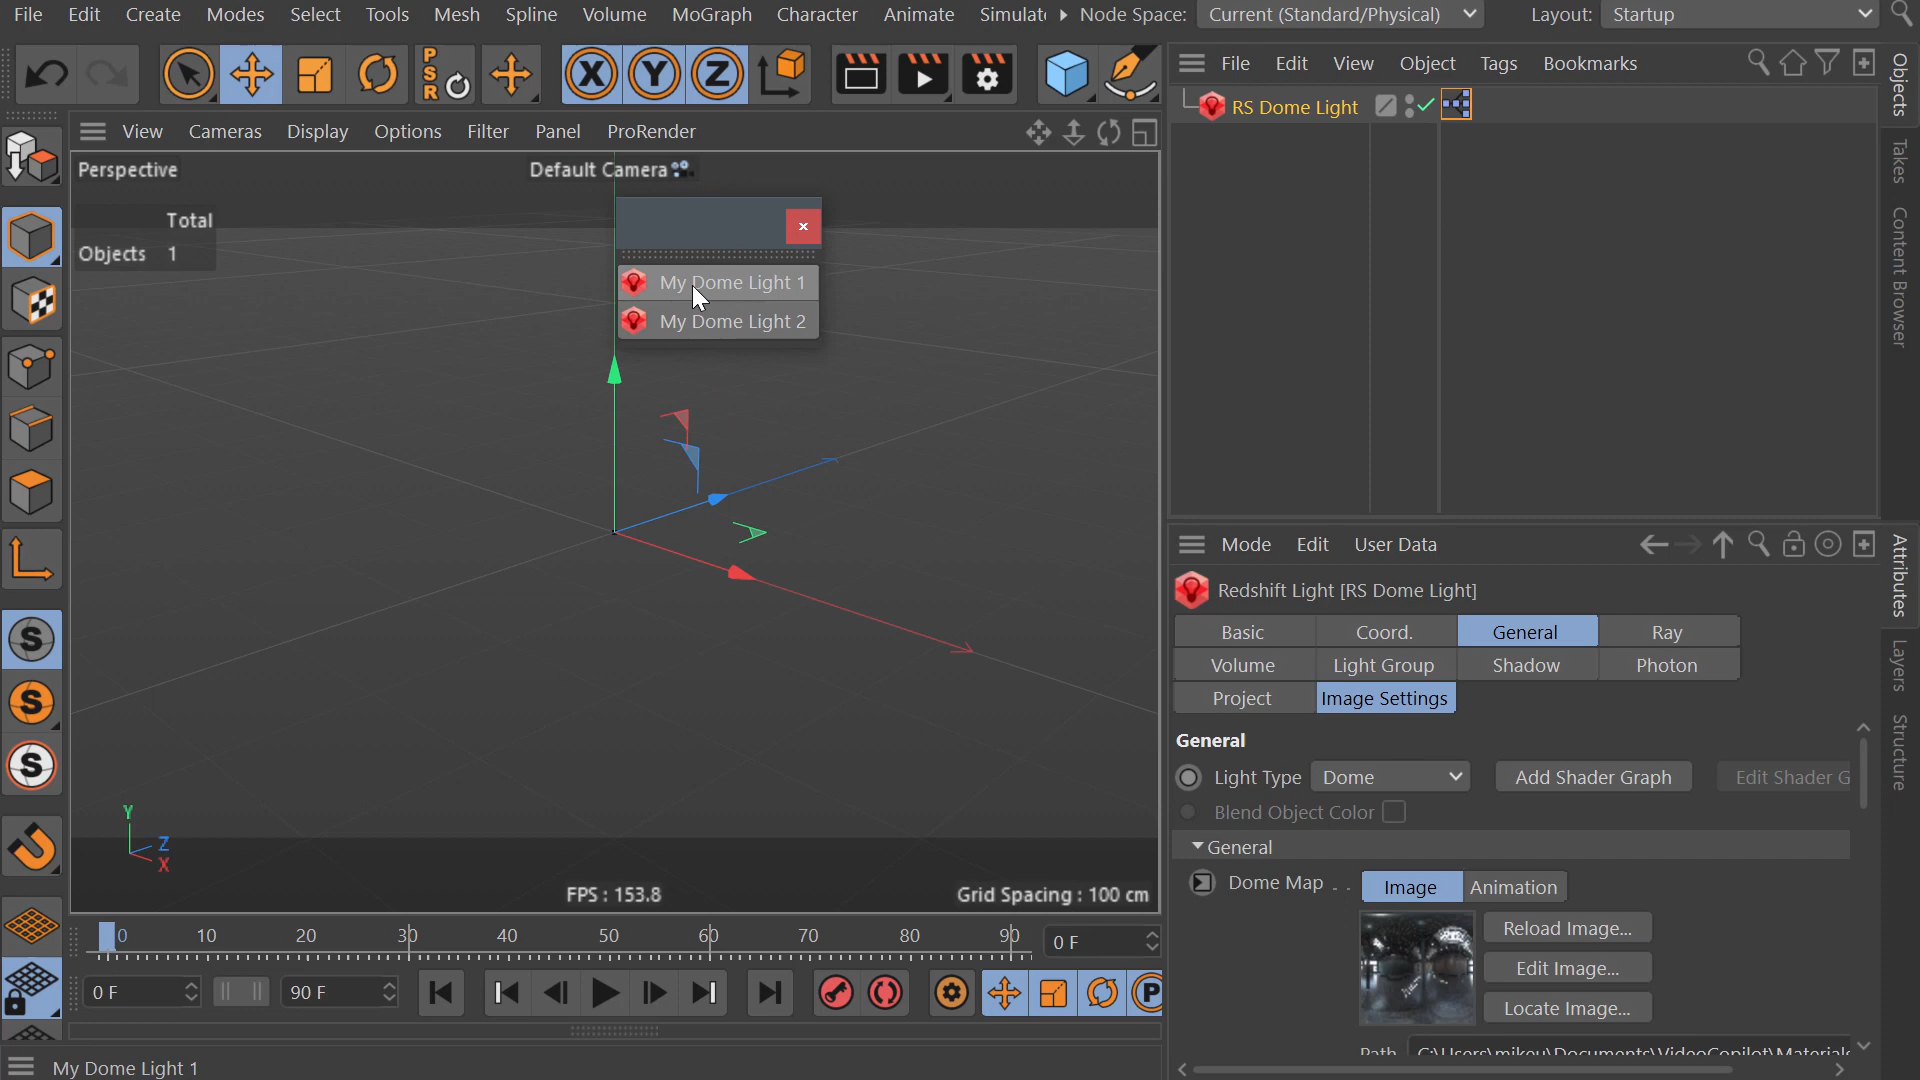 File Edit Create Modes Select Tools Mesh Spline Volume MoGraph Character Animate Simulat Node Space: Current (Standard/Physical) Layout: Startup
PSR X Y Z
File Edit View Object Tags Bookmarks
RS Dome Light
View Cameras Display Options Filter Panel ProRender
Perspective Default Camera
Total
Objects 1
My Dome Light 1
My Dome Light 2
S
S
S
Y
Z
X
FPS : 153.8 Grid Spacing : 100 cm
0 10 20 30 40 50 60 70 80 90 0 F
0 F 90 F P
My Dome Light 1
Objects
Takes
Content Browser
Mode Edit User Data
Redshift Light [RS Dome Light]
Basic Coord. General Ray
Volume Light Group Shadow Photon
Project Image Settings
General
Light Type Dome Add Shader Graph Edit Shader G
Blend Object Color
General
Dome Map . . Image Animation
Reload Image...
Edit Image...
Locate Image...
Path C:\Users\mikeu\Documents\VideoCopilot\Materials
Attributes
Layers
Structure